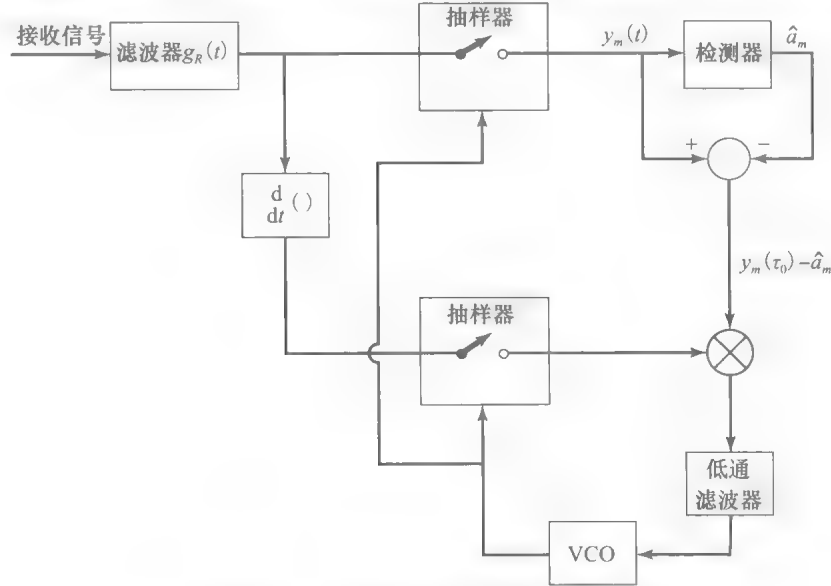 接收信号
滤波器g_R(t)
抽样器
y_m(t)
检测器
â_m
+
−
d
dt ( )
y_m(τ_0)−â_m
抽样器
低通
滤波器
VCO